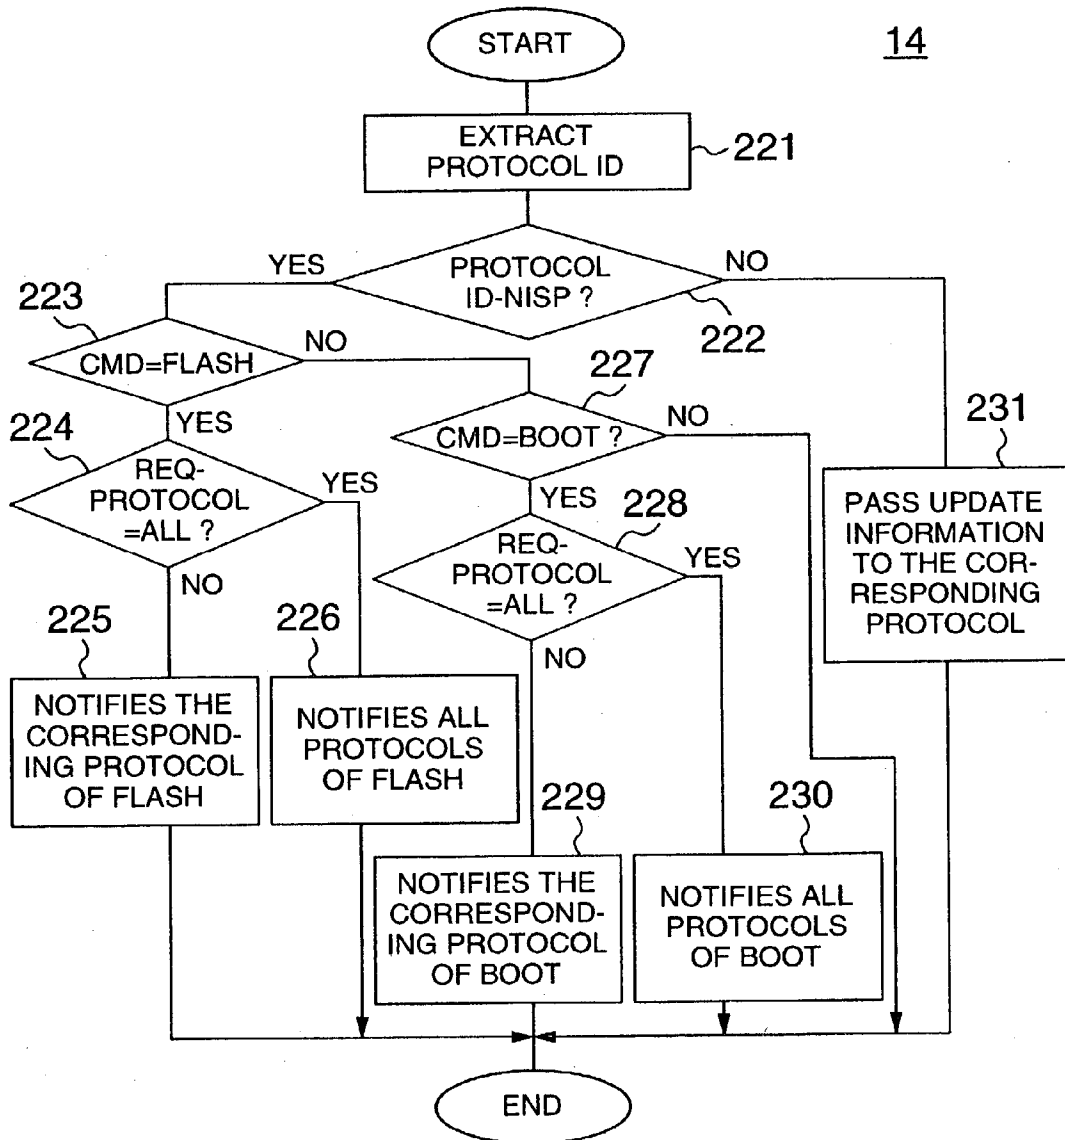 START
14
EXTRACT
PROTOCOL ID
221
PROTOCOL
ID-NISP ?
YES
NO
222
223
CMD=FLASH
NO
YES
227
CMD=BOOT ?
NO
YES
224
REQ-
PROTOCOL
=ALL ?
YES
NO
228
REQ-
PROTOCOL
=ALL ?
YES
NO
231
PASS UPDATE
INFORMATION
TO THE COR-
RESPONDING
PROTOCOL
225
NOTIFIES THE
CORRESPOND-
ING PROTOCOL
OF FLASH
226
NOTIFIES ALL
PROTOCOLS
OF FLASH
229
NOTIFIES THE
CORRESPOND-
ING PROTOCOL
OF BOOT
230
NOTIFIES ALL
PROTOCOLS
OF BOOT
END